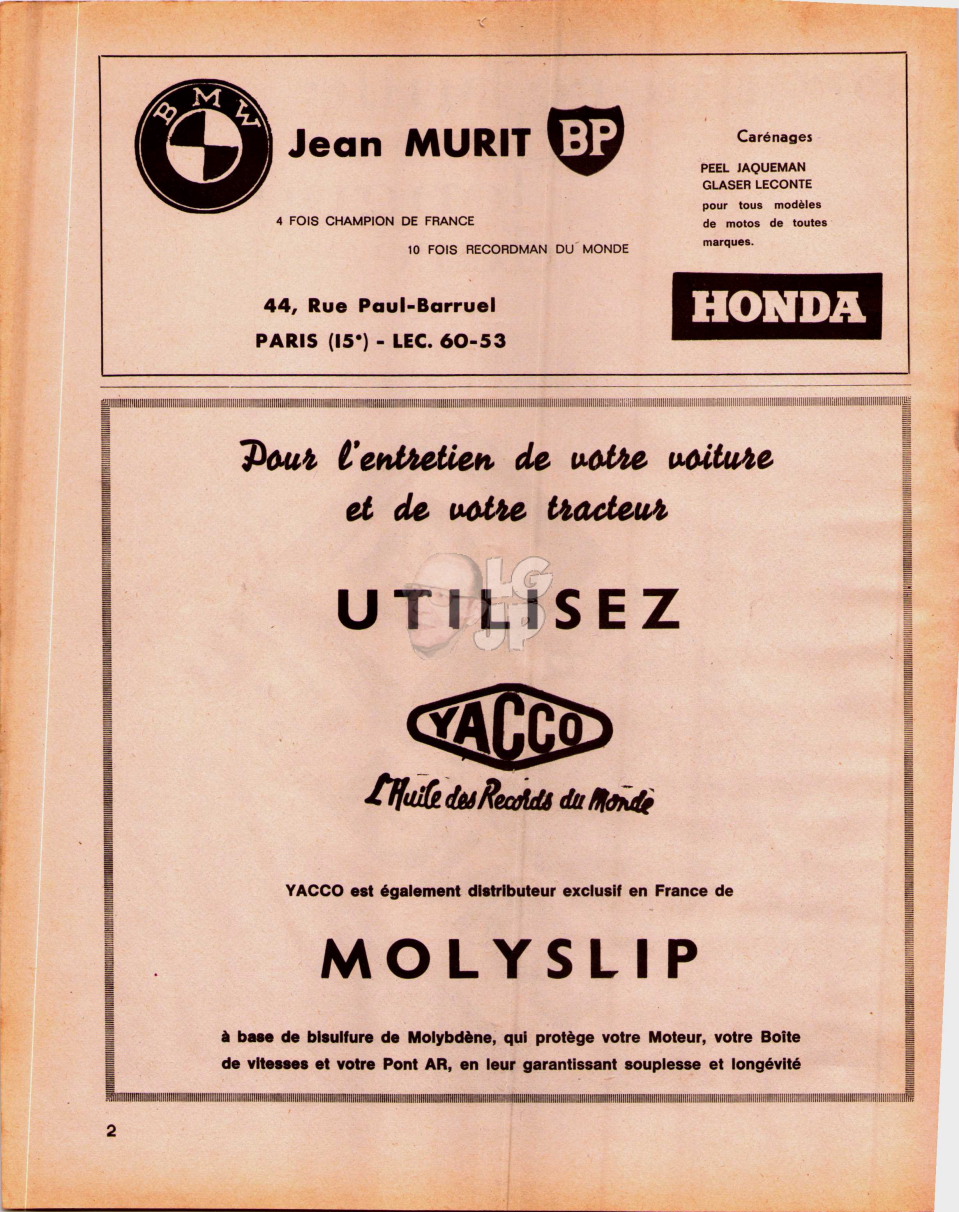 BMW
Jean MURIT BP
4 FOIS CHAMPION DE FRANCE
10 FOIS RECORDMAN DU MONDE
44, Rue Paul-Barruel
PARIS (15e) - LEC. 60-53
Carénages
PEEL JAQUEMAN
GLASER LECONTE
pour tous modèles
de motos de toutes
marques.
HONDA
Pour l'entretien de votre voiture
et de votre tracteur
LG
JP
UTILISEZ
YACCO
L'Huile des Records du Monde
YACCO est également distributeur exclusif en France de
MOLYSLIP
à base de bisulfure de Molybdène, qui protège votre Moteur, votre Boîte
de vitesses et votre Pont AR, en leur garantissant souplesse et longévité
2